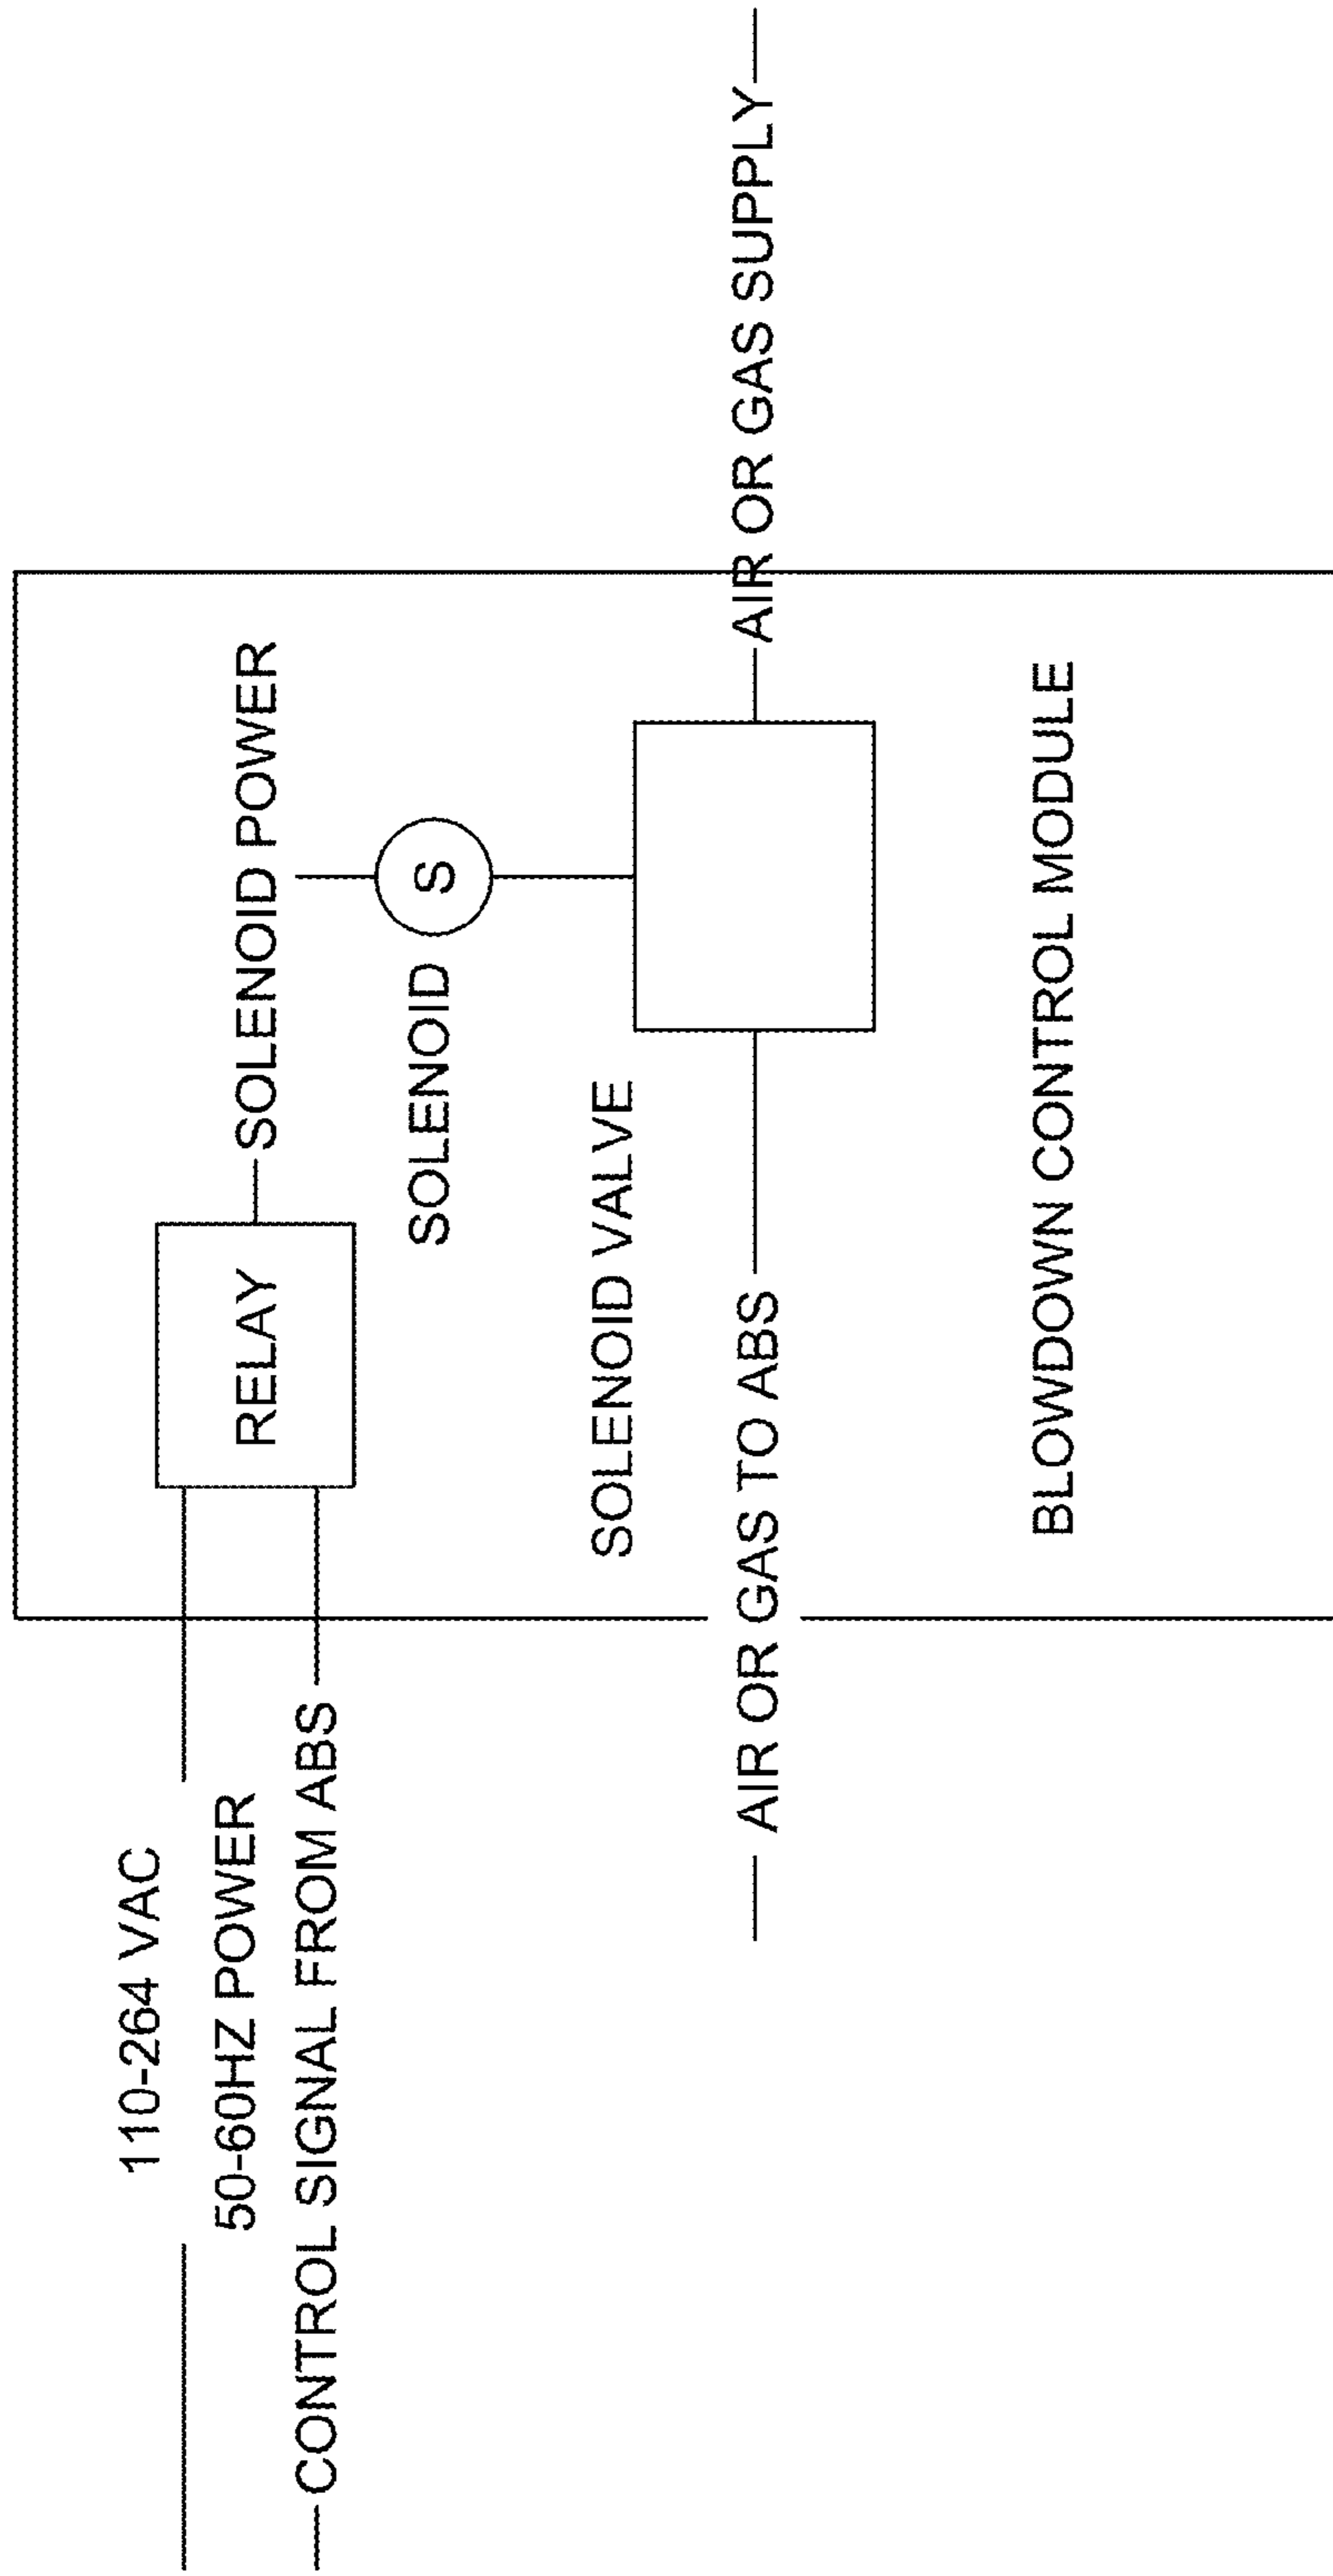 110-264 VAC
50-60HZ POWER
CONTROL SIGNAL FROM ABS
RELAY
SOLENOID POWER
SOLENOID
S
SOLENOID VALVE
AIR OR GAS TO ABS
AIR OR GAS SUPPLY
BLOWDOWN CONTROL MODULE